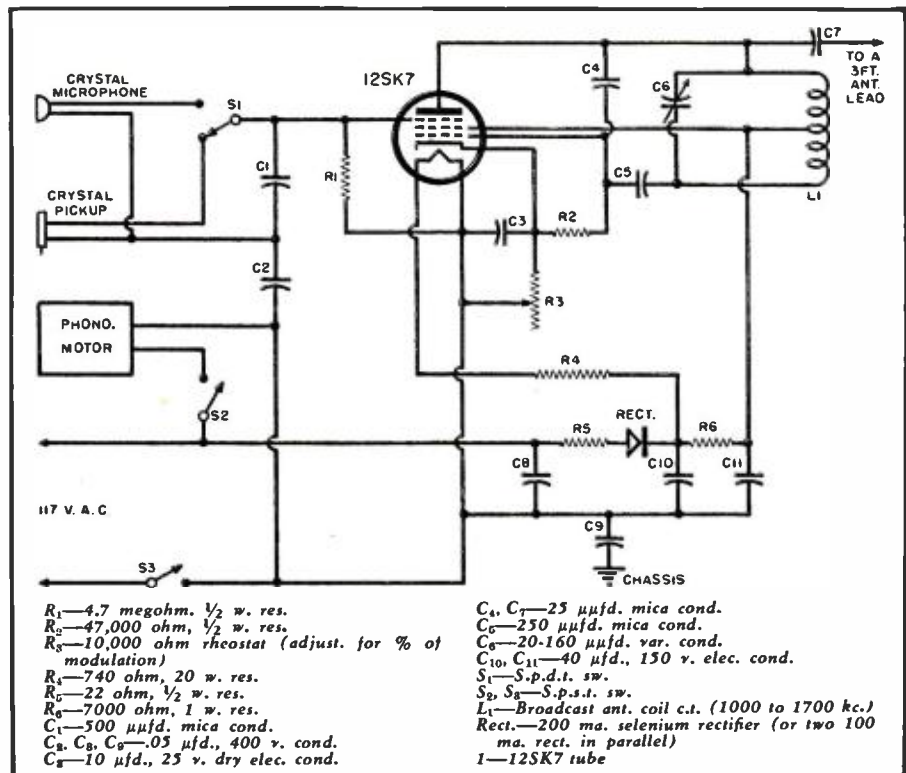 C7
TO A
3FT.
ANT.
LEAD
12SK7
C4
C6
CRYSTAL
MICROPHONE
S1
C1
R1
C5
L1
CRYSTAL
PICKUP
C3
R2
C2
R3
PHONO.
MOTOR
R4
S2
R5
RECT.
R6
C8
C10
C11
117 V. A.C
C9
S3
CHASSIS
R₁—4.7 megohm. ½ w. res.
R₂—47,000 ohm, ½ w. res.
R₃—10,000 ohm rheostat (adjust. for % of
modulation)
R₄—740 ohm, 20 w. res.
R₅—22 ohm, ½ w. res.
R₆—7000 ohm, 1 w. res.
C₁—500 μμfd. mica cond.
C₂, C₈, C₉—.05 μfd., 400 v. cond.
C₃—10 μfd., 25 v. dry elec. cond.
C₄, C₇—25 μμfd. mica cond.
C₅—250 μμfd. mica cond.
C₆—20-160 μμfd. var. cond.
C₁₀, C₁₁—40 μfd., 150 v. elec. cond.
S₁—S.p.d.t. sw.
S₂, S₃—S.p.s.t. sw.
L₁—Broadcast ant. coil c.t. (1000 to 1700 kc.)
Rect.—200 ma. selenium rectifier (or two 100
ma. rect. in parallel)
1—12SK7 tube